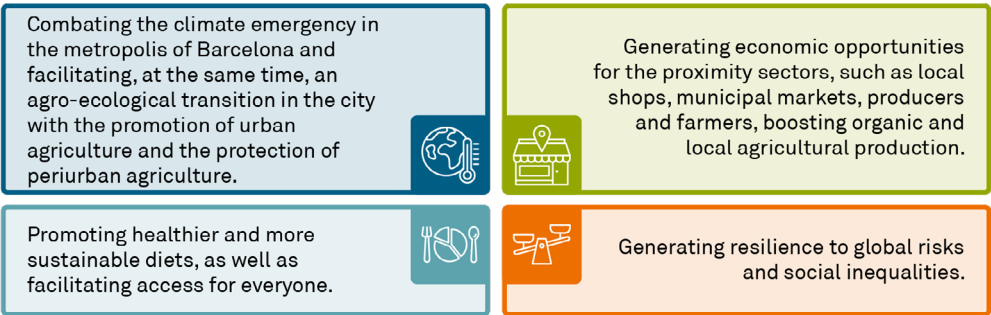 Combating the climate emergency in
the metropolis of Barcelona and
facilitating, at the same time, an
agro-ecological transition in the city
with the promotion of urban
agriculture and the protection of
periurban agriculture.
Generating economic opportunities
for the proximity sectors, such as local
shops, municipal markets, producers
and farmers, boosting organic and
local agricultural production.
Promoting healthier and more
sustainable diets, as well as
facilitating access for everyone.
Generating resilience to global risks
and social inequalities.